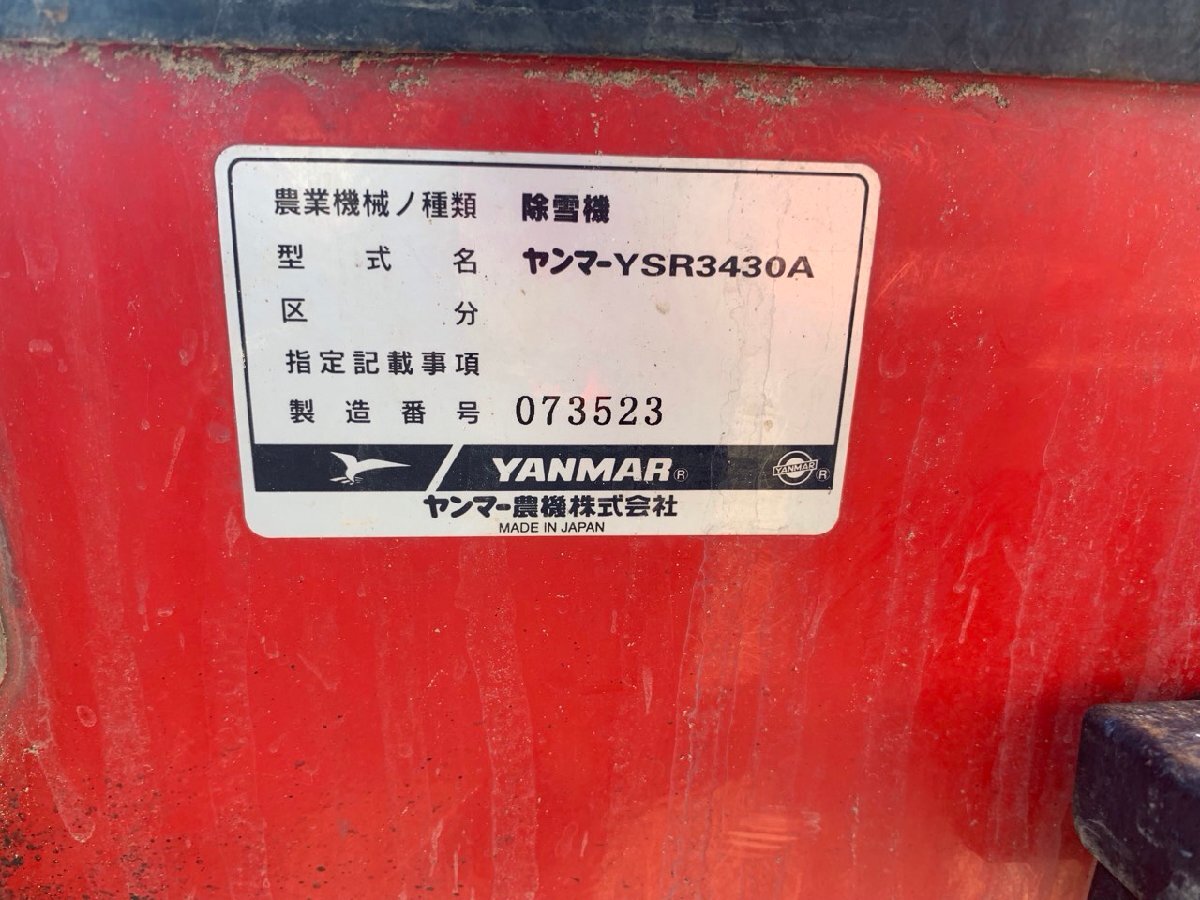 農業機械ノ種類 除雪機
型式名 ヤンマーYSR3430A
区分
指定記載事項
製造番号 073523
YANMAR® YANMAR®
ヤンマー農機株式会社
MADE IN JAPAN